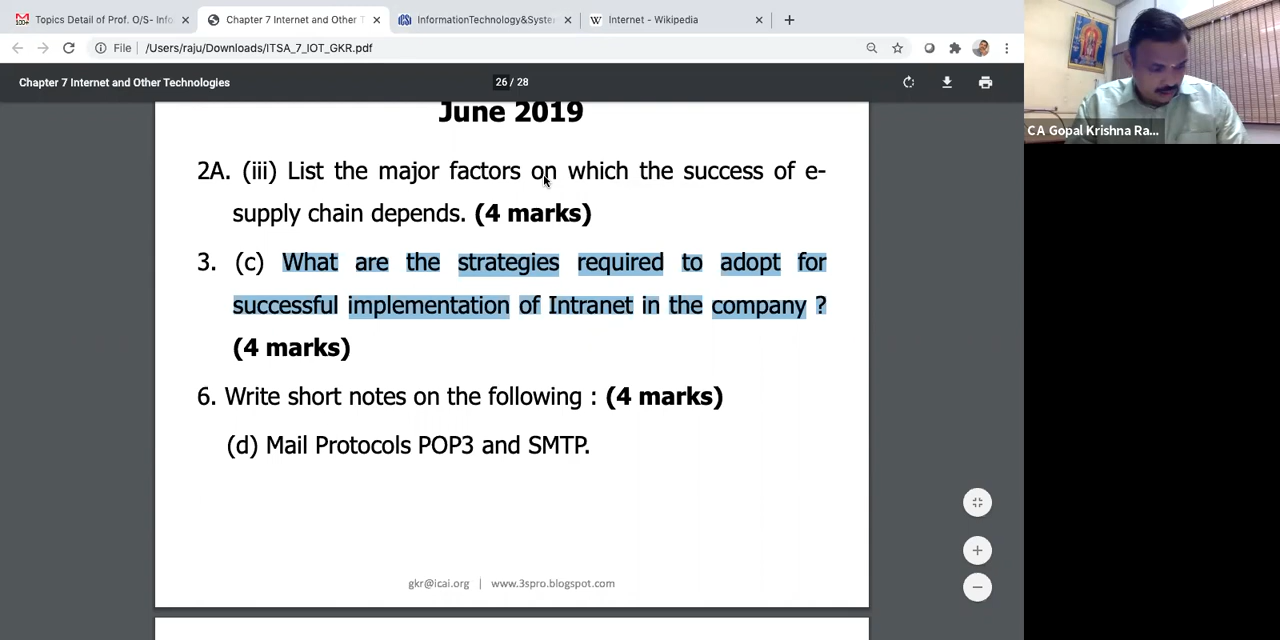 Topics Detail of Prof. O/S- Info
Chapter 7 Internet and Other T
InformationTechnology&Syste
Internet - Wikipedia
File | /Users/raju/Downloads/ITSA_7_IOT_GKR.pdf
Chapter 7 Internet and Other Technologies
26 / 28
June 2019
2A. (iii) List the major factors on which the success of e-
supply chain depends. (4 marks)
3. (c) What are the strategies required to adopt for
successful implementation of Intranet in the company ?
(4 marks)
6. Write short notes on the following : (4 marks)
(d) Mail Protocols POP3 and SMTP.
gkr@icai.org | www.3spro.blogspot.com
C A Gopal Krishna Ra...